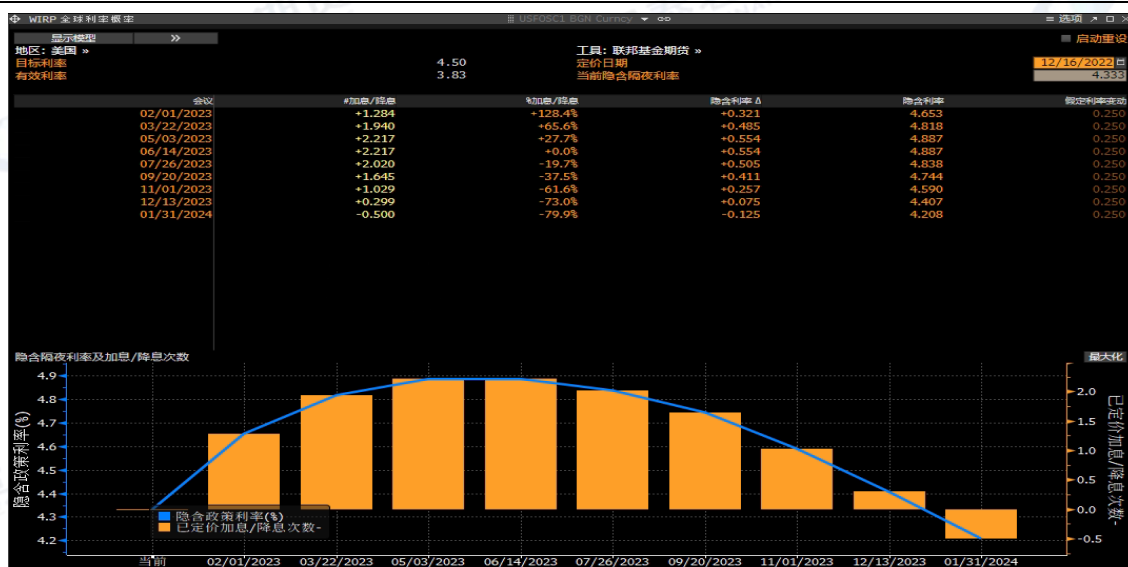 WIRP 全球利率概率 USFOSC1 BGN Curncy 选项
显示模型 启动重设
地区: 美国 » 工具: 联邦基金期货 »
目标利率 4.50 定价日期 12/16/2022
有效利率 3.83 当前隐含隔夜利率 4.333
会议 #加息/降息 %加息/降息 隐含利率 Δ 隐含利率 假定利率变动
02/01/2023 +1.284 +128.4% +0.321 4.653 0.250
03/22/2023 +1.940 +65.6% +0.485 4.818 0.250
05/03/2023 +2.217 +27.7% +0.554 4.887 0.250
06/14/2023 +2.217 +0.0% +0.554 4.887 0.250
07/26/2023 +2.020 -19.7% +0.505 4.838 0.250
09/20/2023 +1.645 -37.5% +0.411 4.744 0.250
11/01/2023 +1.029 -61.6% +0.257 4.590 0.250
12/13/2023 +0.299 -73.0% +0.075 4.407 0.250
01/31/2024 -0.500 -79.9% -0.125 4.208 0.250
隐含隔夜利率及加息/降息次数 最大化
隐含政策利率(%)
4.9
4.8
4.7
4.6
4.5
4.4
4.3
4.2
2.0
1.5
1.0
0.5
0.0
-0.5
已定价加息/降息次数-
隐含政策利率(%)
已定价加息/降息次数-
当前 02/01/2023 03/22/2023 05/03/2023 06/14/2023 07/26/2023 09/20/2023 11/01/2023 12/13/2023 01/31/2024